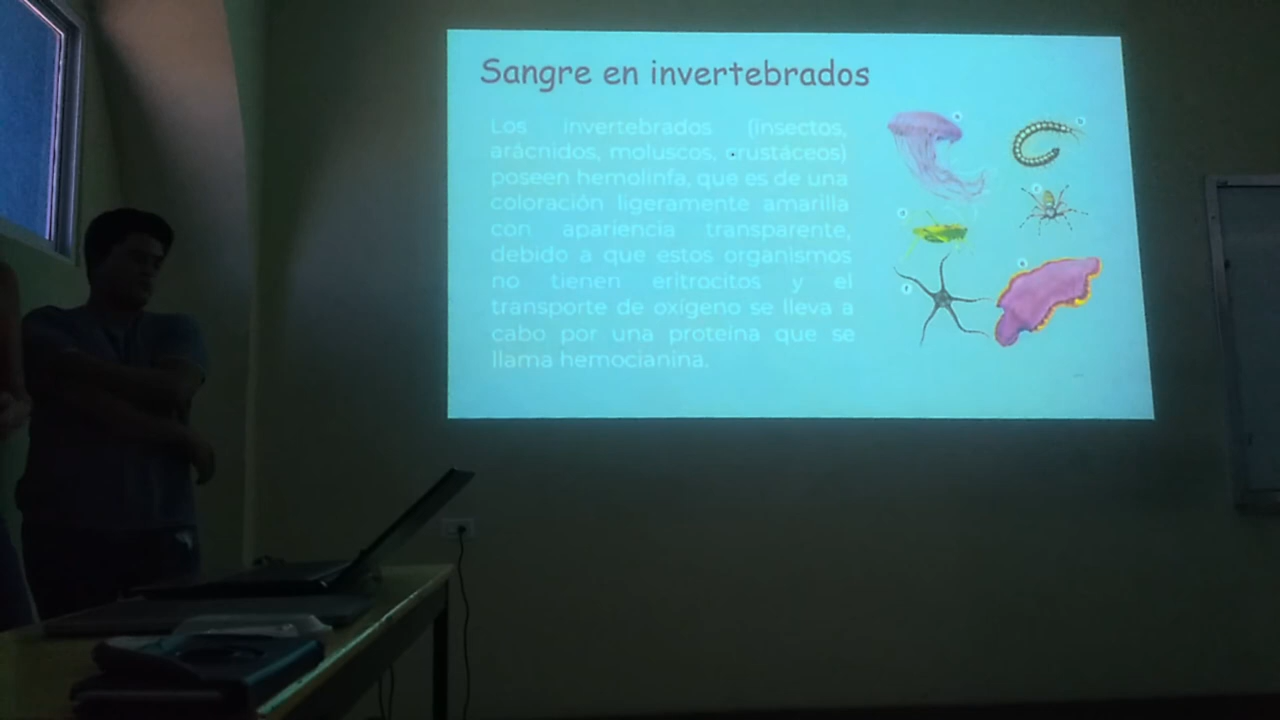 Sangre en invertebrados
Los invertebrados (insectos,
arácnidos, moluscos, crustáceos)
poseen hemolinfa, que es de una
coloración ligeramente amarilla
con apariencia transparente,
debido a que estos organismos
no tienen eritrocitos y el
transporte de oxígeno se lleva a
cabo por una proteína que se
llama hemocianina.